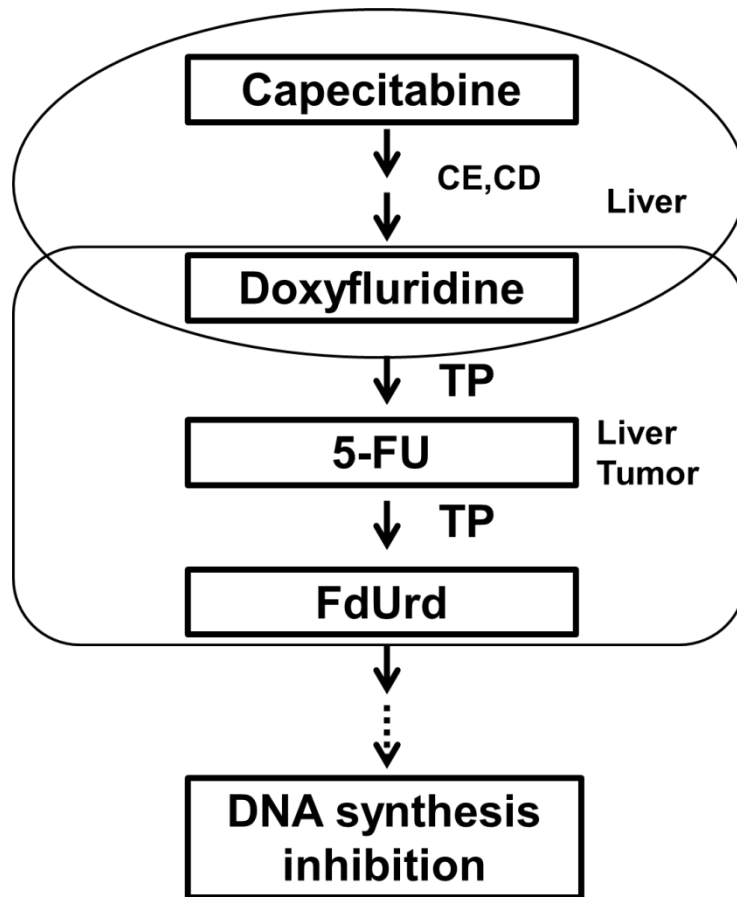 Capecitabine
CE,CD
Liver
Doxyfluridine
TP
5-FU
Liver
Tumor
TP
FdUrd
DNA synthesis
inhibition